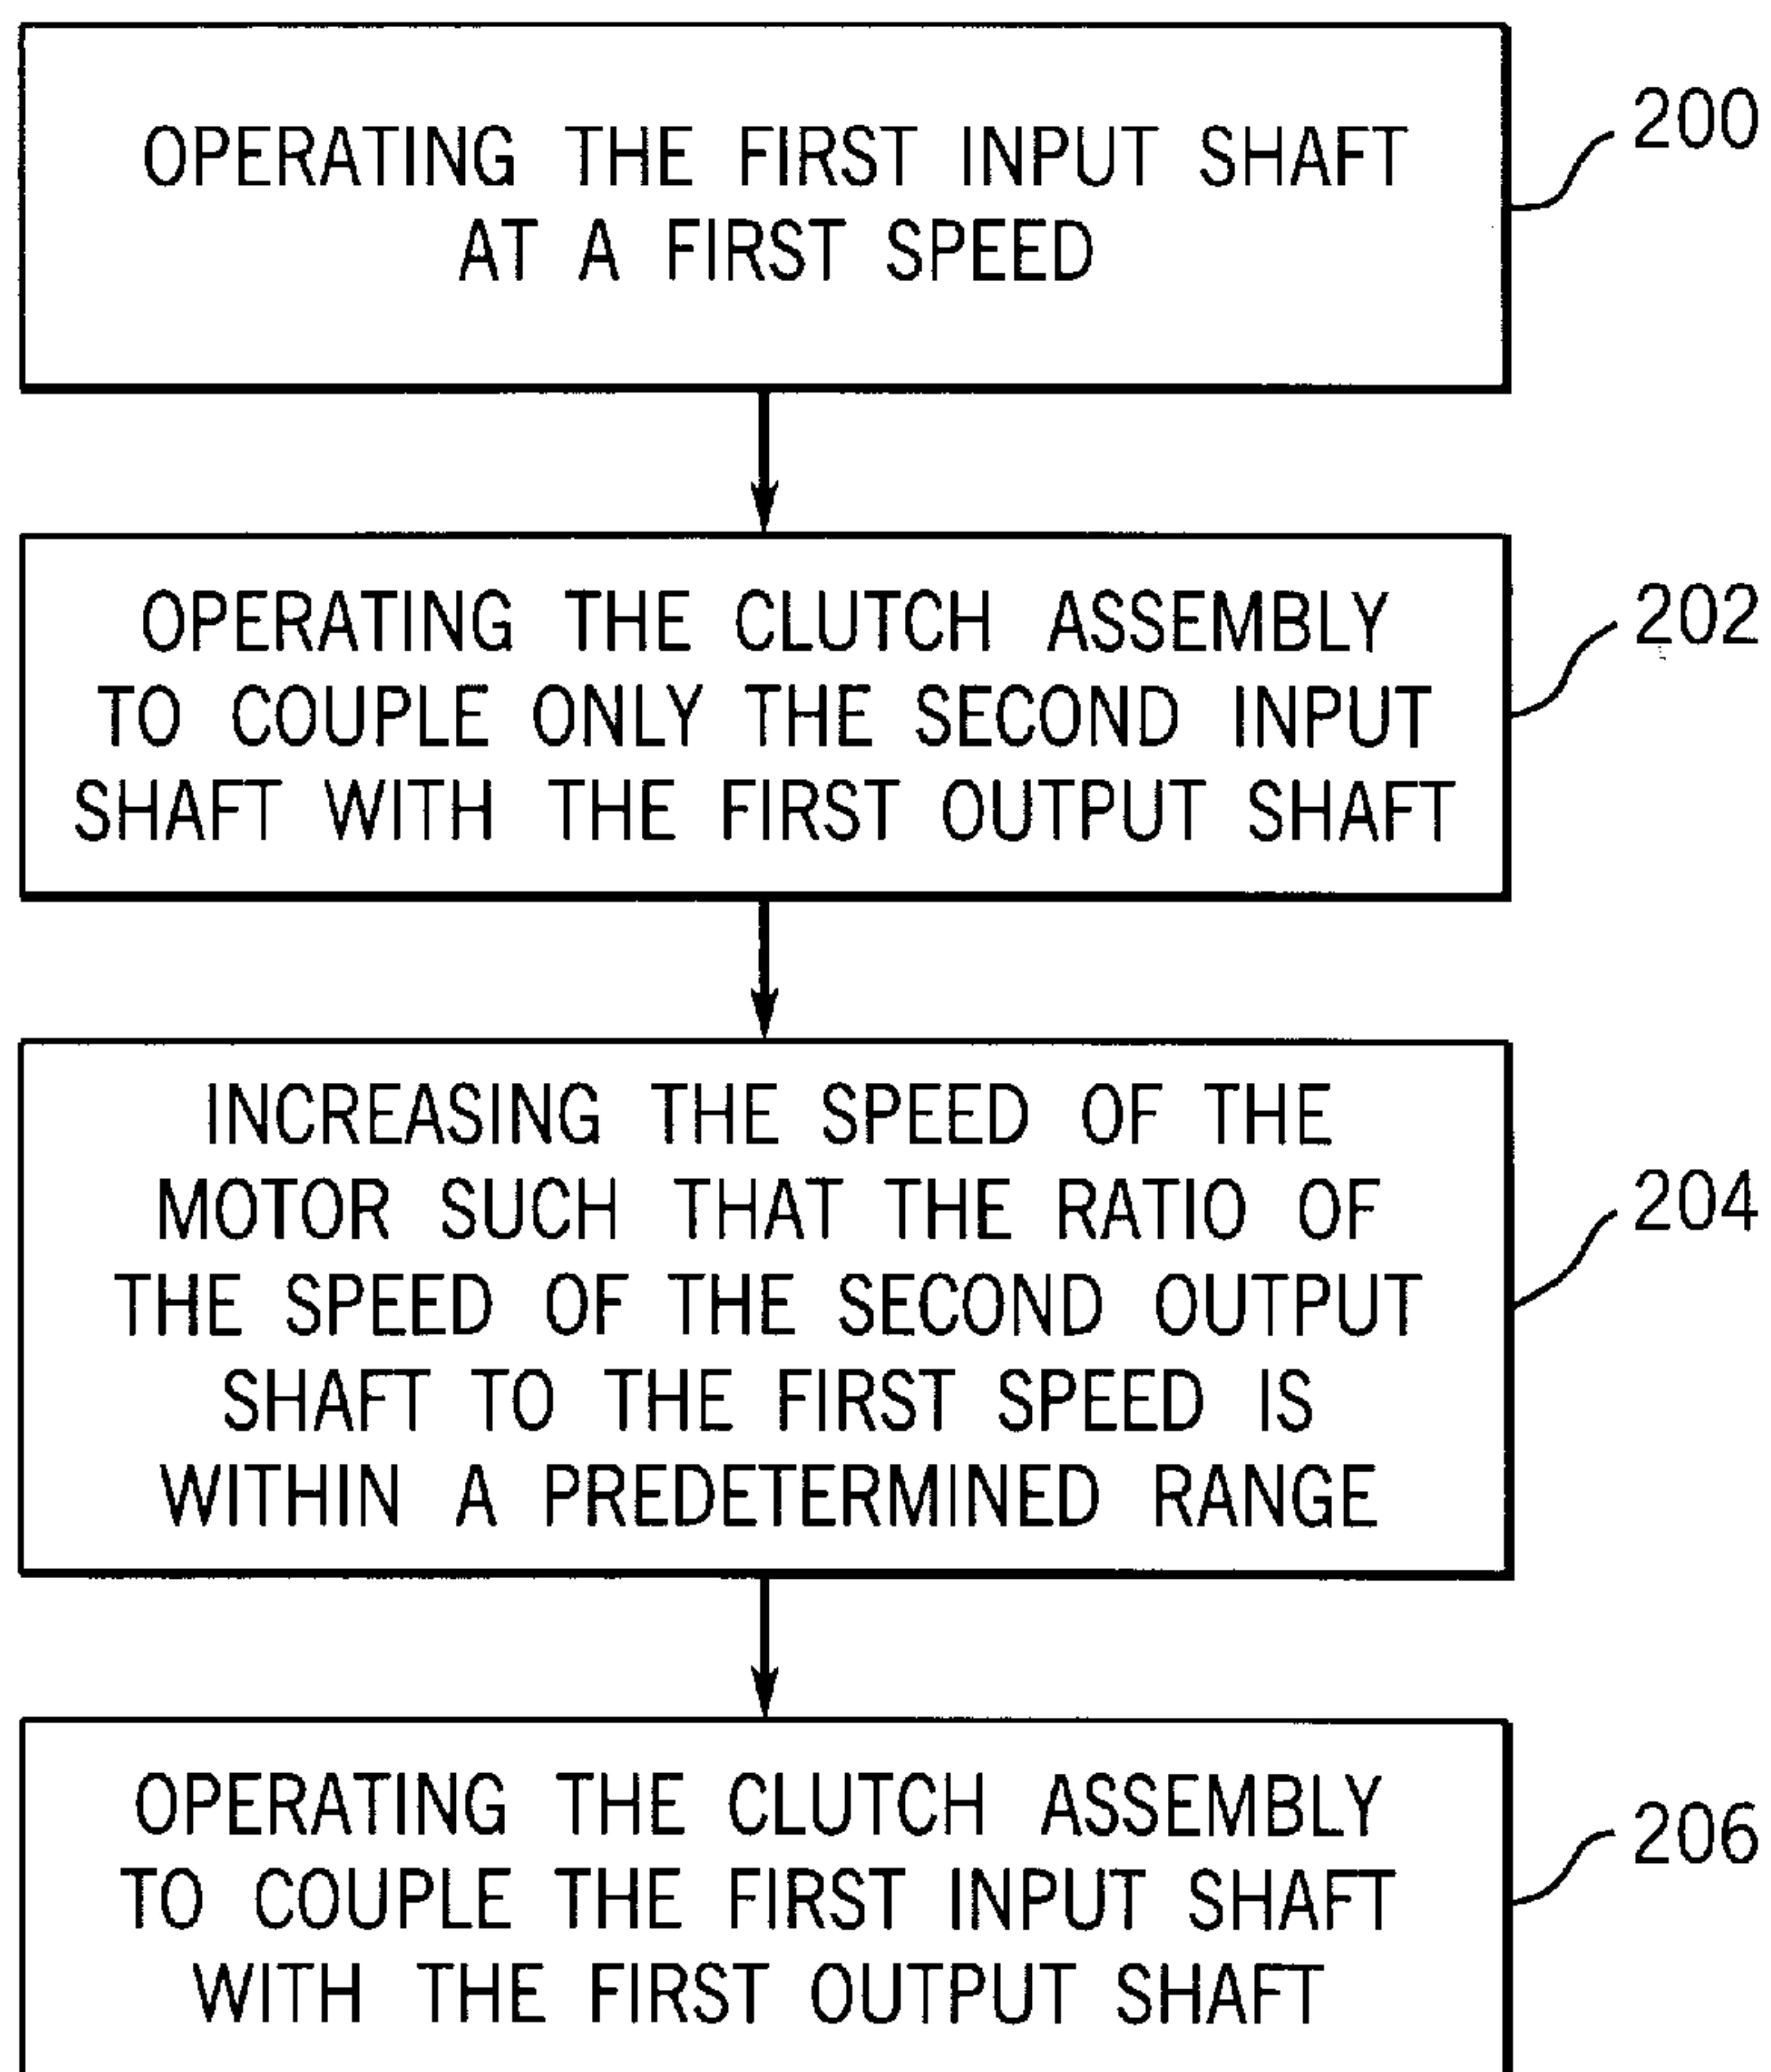 OPERATING THE FIRST INPUT SHAFT
AT A FIRST SPEED
200
OPERATING THE CLUTCH ASSEMBLY
TO COUPLE ONLY THE SECOND INPUT
SHAFT WITH THE FIRST OUTPUT SHAFT
202
INCREASING THE SPEED OF THE
MOTOR SUCH THAT THE RATIO OF
THE SPEED OF THE SECOND OUTPUT
SHAFT TO THE FIRST SPEED IS
WITHIN A PREDETERMINED RANGE
204
OPERATING THE CLUTCH ASSEMBLY
TO COUPLE THE FIRST INPUT SHAFT
WITH THE FIRST OUTPUT SHAFT
206